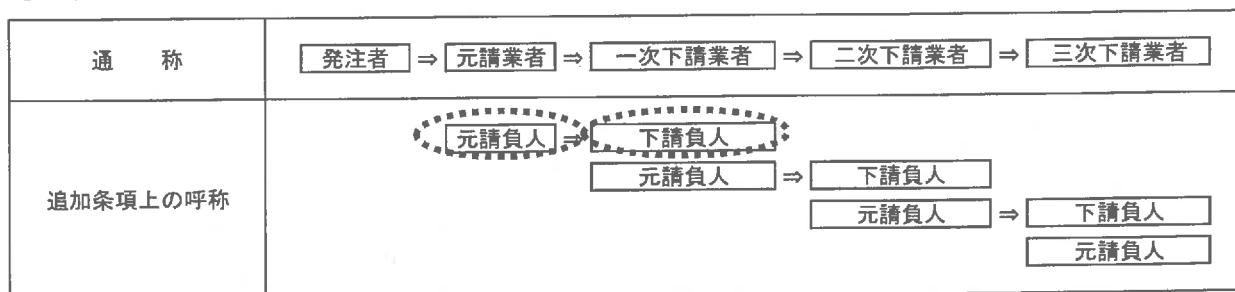 通 称
発注者 ⇒ 元請業者 ⇒ 一次下請業者 ⇒ 二次下請業者 ⇒ 三次下請業者
追加条項上の呼称
元請負人 ⇒ 下請負人
元請負人 ⇒ 下請負人
元請負人 ⇒ 下請負人
元請負人